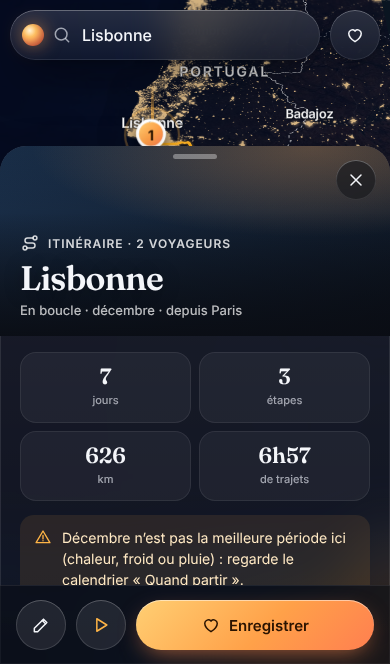 Lisbonne
PORTUGAL
Lisbonne
Badajoz
1
ITINÉRAIRE · 2 VOYAGEURS
Lisbonne
En boucle · décembre · depuis Paris
7
jours
3
étapes
626
km
6h57
de trajets
Décembre n’est pas la meilleure période ici
(chaleur, froid ou pluie) : regarde le
calendrier « Quand partir ».
Enregistrer